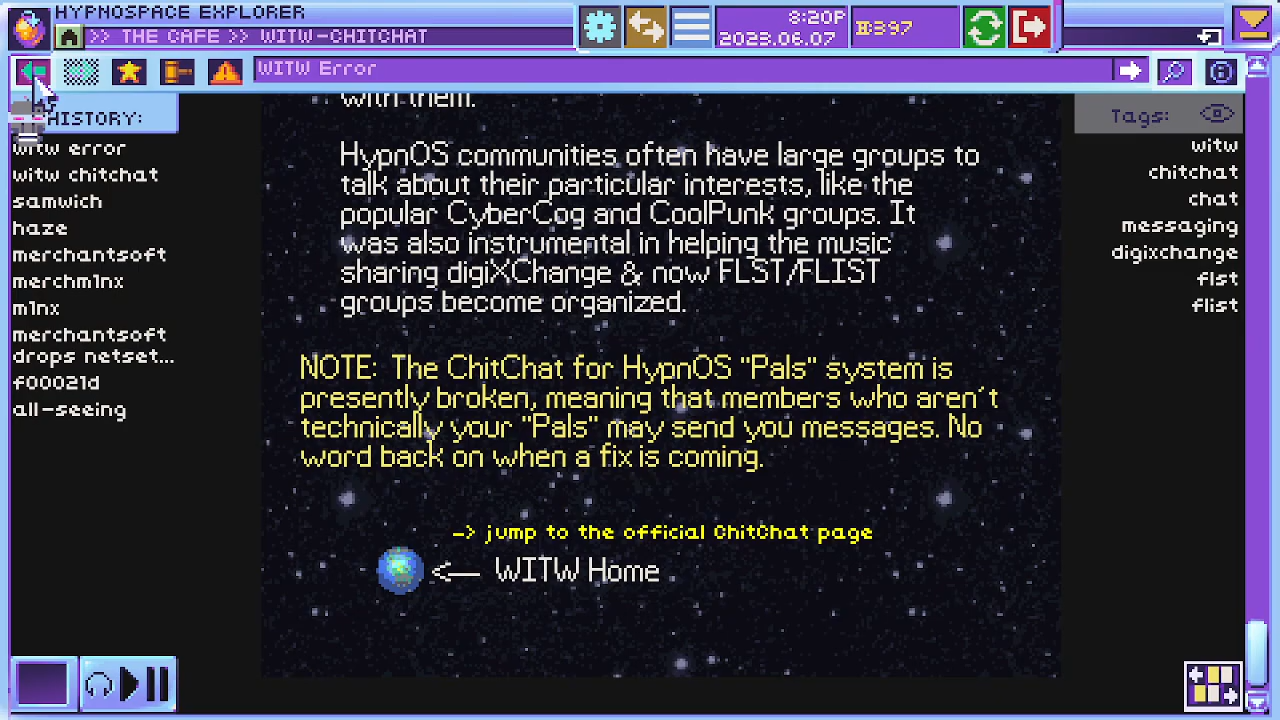 HYPNOSPACE EXPLORER
>> THE CAFE >> WITW-CHITCHAT
8:20P
2023.06.07
397
WITW Error
HISTORY:
witw error
witw chitchat
samwich
haze
merchantsoft
merchm1nx
m1nx
merchantsoft
drops netset...
f00021d
all-seeing
with them.
HypnOS communities often have large groups to
talk about their particular interests, like the
popular CyberCog and CoolPunk groups. It
was also instrumental in helping the music
sharing digiXChange & now FLST/FLIST
groups become organized.
NOTE: The ChitChat for HypnOS "Pals" system is
presently broken, meaning that members who aren't
technically your "Pals" may send you messages. No
word back on when a fix is coming.
-> jump to the official ChitChat page
<-- WITW Home
Tags:
witw
chitchat
chat
messaging
digixchange
flst
flist